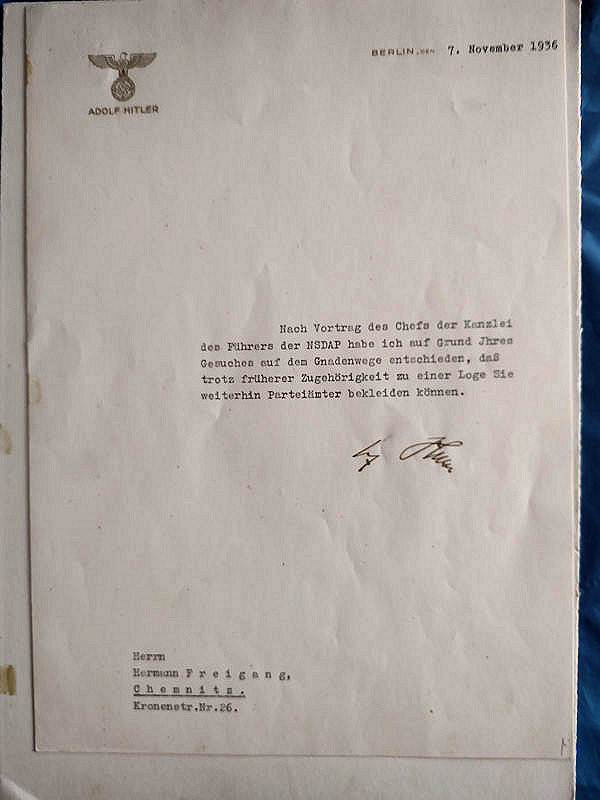 BERLIN, DEN 7. November 1936
ADOLF HITLER
Nach Vortrag des Chefs der Kanzlei
des Führers der NSDAP habe ich auf Grund Jhres
Gesuches auf dem Gnadenwege entschieden, daß
trotz früherer Zugehörigkeit zu einer Loge Sie
weiterhin Parteiämter bekleiden können.
Herrn
Hermann F r e i g a n g,
C h e m n i t z .
Kronenstr.Nr.26.